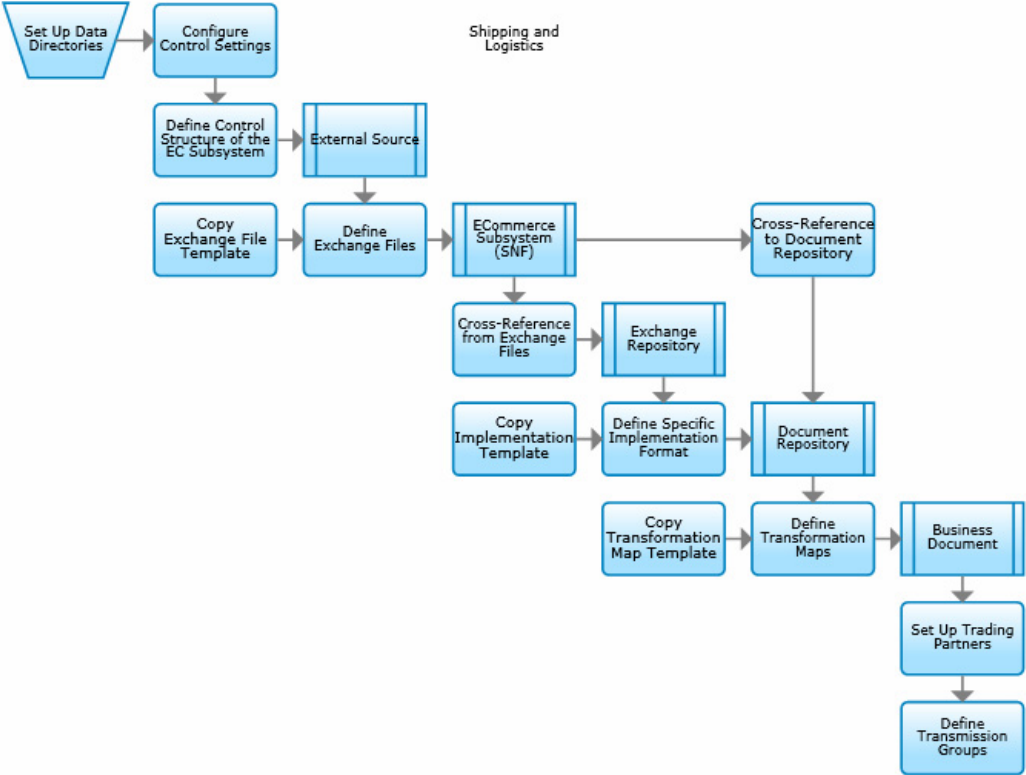 Set Up Data
Directories
Configure
Control Settings
Shipping and
Logistics
Define Control
Structure of the
EC Subsystem
External Source
Copy
Exchange File
Template
Define
Exchange Files
ECommerce
Subsystem
(SNF)
Cross-Reference
to Document
Repository
Cross-Reference
from Exchange
Files
Exchange
Repository
Copy
Implementation
Template
Define Specific
Implementation
Format
Document
Repository
Copy
Transformation
Map Template
Define
Transformation
Maps
Business
Document
Set Up Trading
Partners
Define
Transmission
Groups